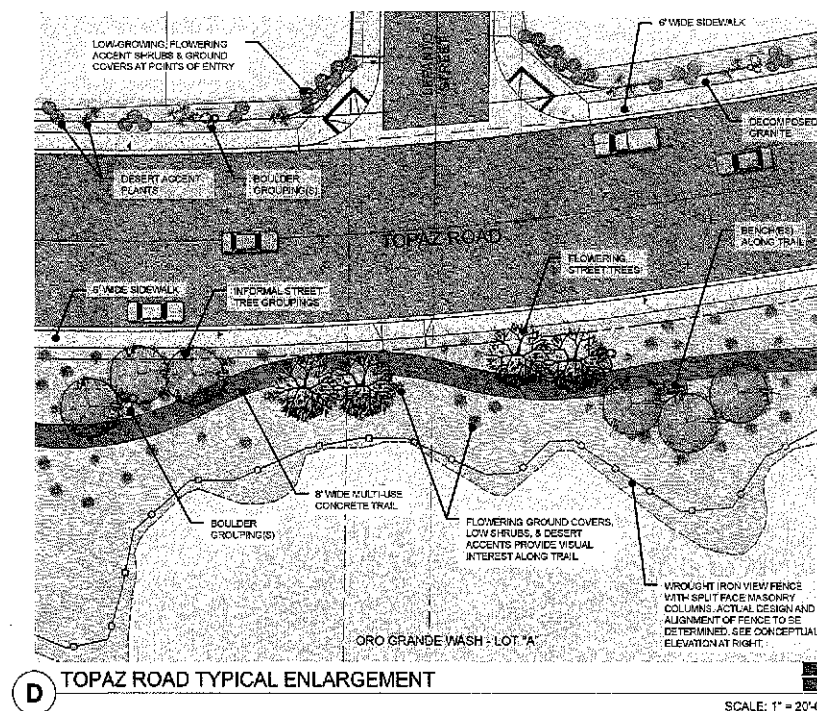 LOW-GROWING, FLOWERING
ACCENT SHRUBS & GROUND
COVERS AT POINTS OF ENTRY
6' WIDE SIDEWALK
STREET
DESERT ACCENT
PLANTS
BOULDER
GROUPING(S)
DECOMPOSED
GRANITE
TOPAZ ROAD
FLOWERING
STREET TREES
BENCH(ES)
ALONG TRAIL
WIDE SIDEWALK
INFORMAL STREET
TREE GROUPINGS
BOULDER
GROUPING(S)
8' WIDE MULTI-USE
CONCRETE TRAIL
FLOWERING GROUND COVERS,
LOW SHRUBS, & DESERT
ACCENTS PROVIDE VISUAL
INTEREST ALONG TRAIL
WROUGHT IRON VIEW FENCE
WITH SPLIT FACE MASONRY
COLUMNS. ACTUAL DESIGN AND
ALIGNMENT OF FENCE TO BE
DETERMINED. SEE CONCEPTUAL
ELEVATION AT RIGHT.
ORO GRANDE WASH - LOT "A"
D TOPAZ ROAD TYPICAL ENLARGEMENT
SCALE: 1" = 20'-